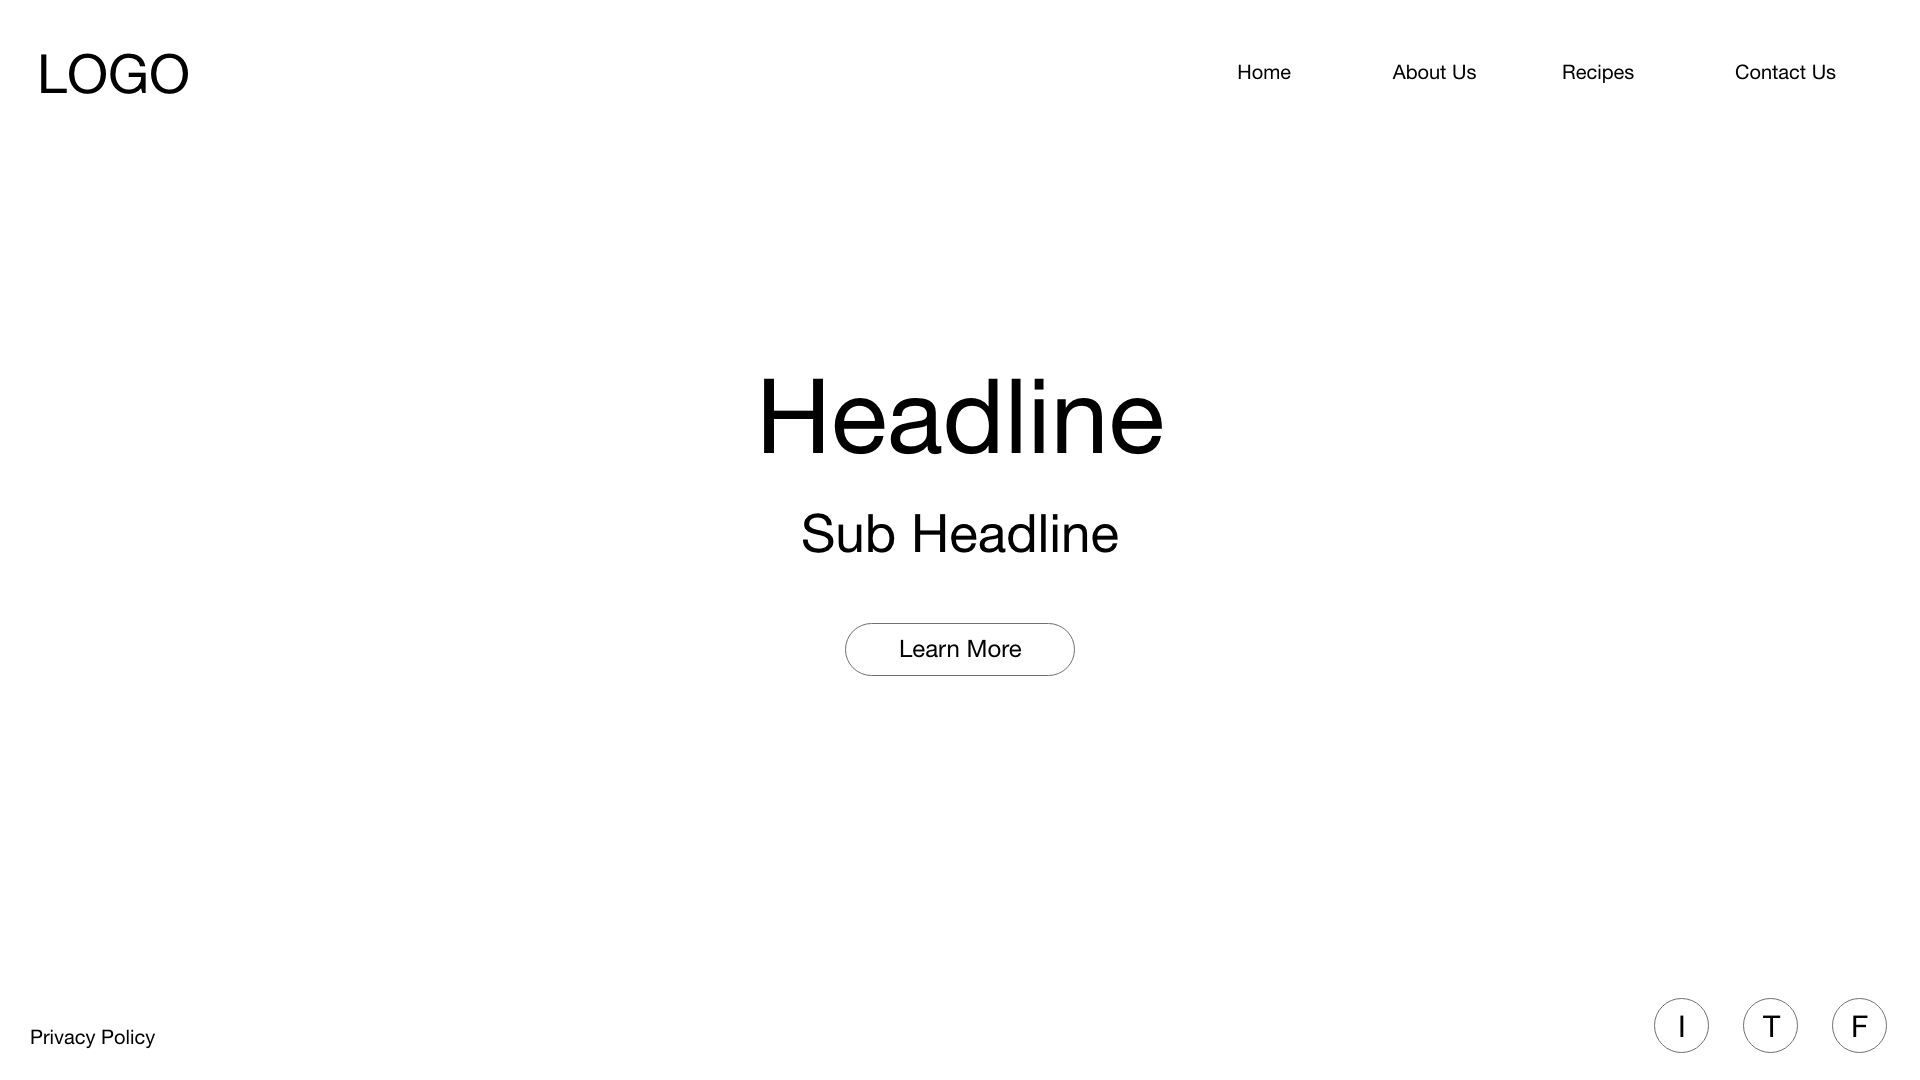 LOGO
Home About Us Recipes Contact Us
Headline
Sub Headline
Learn More
Privacy Policy
I T F